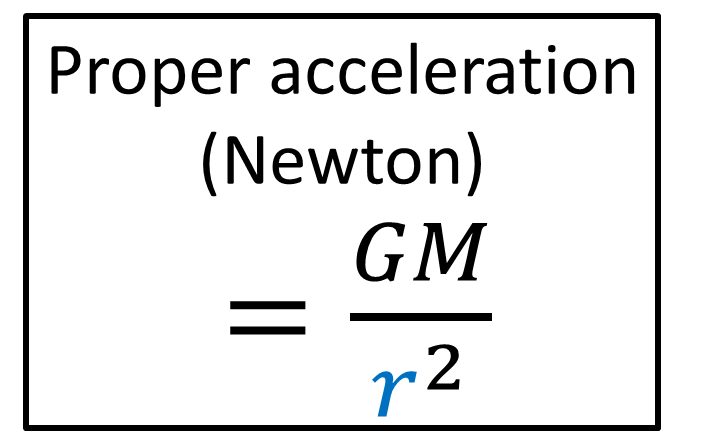 Proper acceleration
(Newton)
= GM
r²